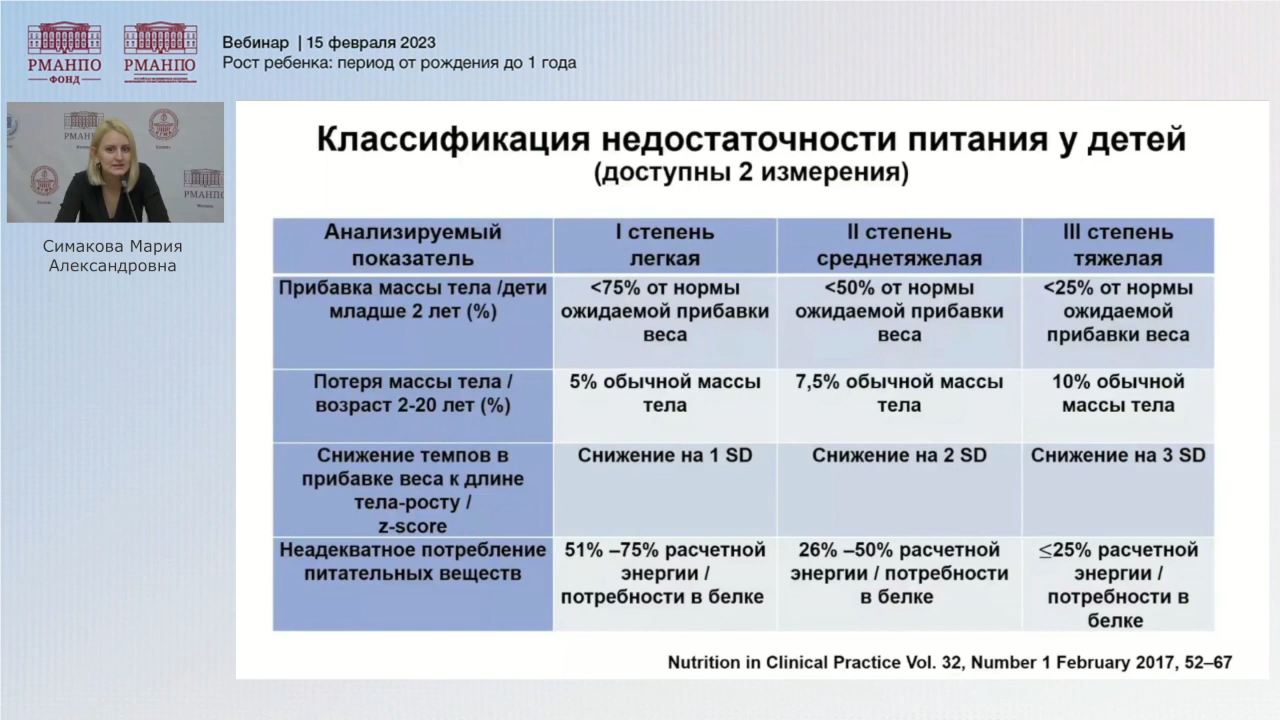 РМАНПО
ФОНД
РМАНПО
Вебинар | 15 февраля 2023
Рост ребенка: период от рождения до 1 года
РМАНПО
РМАНПО
Симакова Мария
Александровна
Классификация недостаточности питания у детей
(доступны 2 измерения)
Анализируемый
показатель
I степень
легкая
II степень
среднетяжелая
III степень
тяжелая
Прибавка массы тела /дети
младше 2 лет (%)
<75% от нормы
ожидаемой прибавки
веса
<50% от нормы
ожидаемой прибавки
веса
<25% от нормы
ожидаемой
прибавки веса
Потеря массы тела /
возраст 2-20 лет (%)
5% обычной массы
тела
7,5% обычной массы
тела
10% обычной
массы тела
Снижение темпов в
прибавке веса к длине
тела-росту /
z-score
Снижение на 1 SD
Снижение на 2 SD
Снижение на 3 SD
Неадекватное потребление
питательных веществ
51% –75% расчетной
энергии /
потребности в белке
26% –50% расчетной
энергии / потребности
в белке
≤25% расчетной
энергии /
потребности в
белке
Nutrition in Clinical Practice Vol. 32, Number 1 February 2017, 52–67